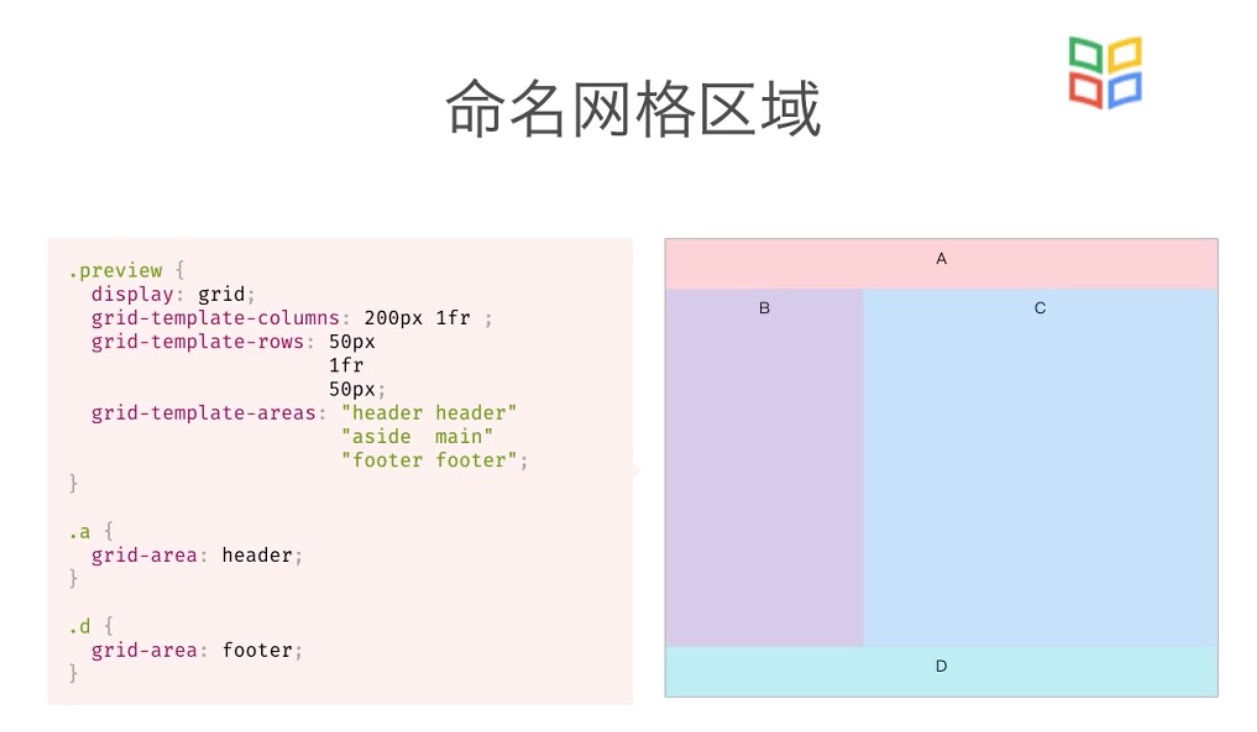 命名网格区域
.preview {
  display: grid;
  grid-template-columns: 200px 1fr ;
  grid-template-rows: 50px
                      1fr
                      50px;
  grid-template-areas: "header header"
                       "aside  main"
                       "footer footer";
}
.a {
  grid-area: header;
}
.d {
  grid-area: footer;
}
A
B
C
D